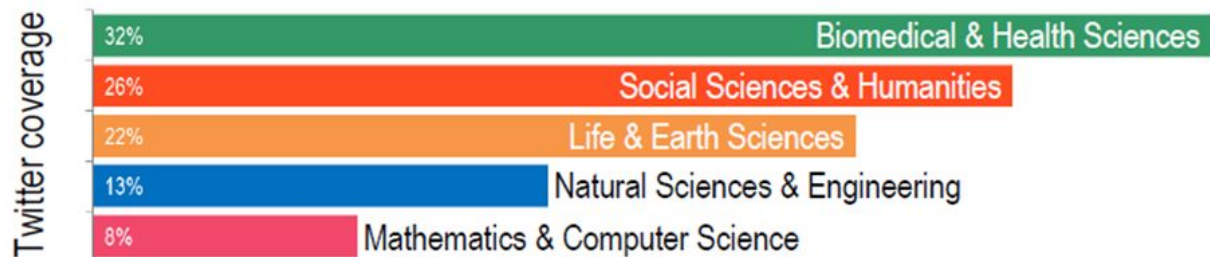 Twitter coverage
32% Biomedical & Health Sciences
26% Social Sciences & Humanities
22% Life & Earth Sciences
13% Natural Sciences & Engineering
8% Mathematics & Computer Science